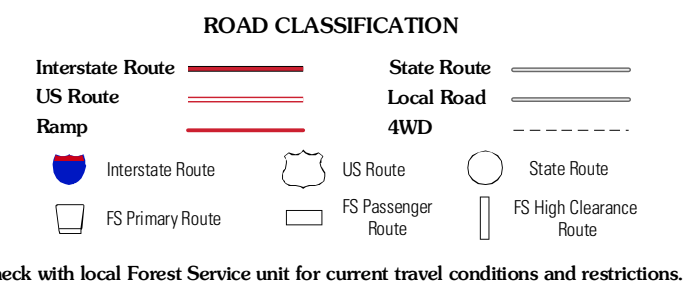 ROAD CLASSIFICATION
Interstate Route
State Route
US Route
Local Road
Ramp
4WD
Interstate Route
US Route
State Route
FS Primary Route
FS Passenger
Route
FS High Clearance
Route
with local Forest Service unit for current travel conditions and restrictions.